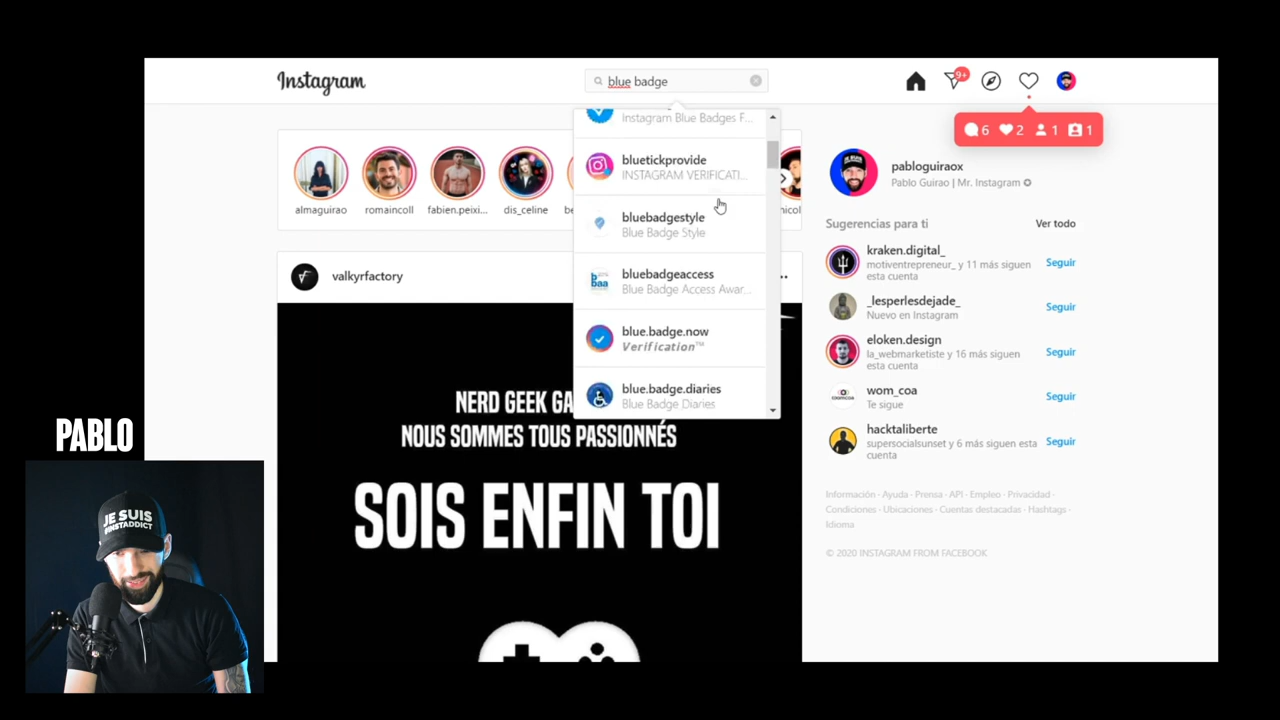 Instagram
blue badge
9+
6
2
1
1
Instagram Blue Badges F...
bluetickprovide
INSTAGRAM VERIFICATI...
bluebadgestyle
Blue Badge Style
bluebadgeaccess
Blue Badge Access Awar...
blue.badge.now
Verification™
blue.badge.diaries
Blue Badge Diaries
almaguirao
romaincoll
fabien.peixi...
dis_celine
valkyrfactory
NERD GEEK GA
NOUS SOMMES TOUS PASSIONNÉS
SOIS ENFIN TOI
pabloguiraox
Pablo Guirao | Mr. Instagram
Sugerencias para ti
Ver todo
kraken.digital_
motiventrepreneur_ y 11 más siguen
esta cuenta
Seguir
_lesperlesdejade_
Nuevo en Instagram
Seguir
eloken.design
la_webmarketiste y 16 más siguen
esta cuenta
Seguir
wom_coa
Te sigue
Seguir
hacktaliberte
supersocialsunset y 6 más siguen esta
cuenta
Seguir
Información · Ayuda · Prensa · API · Empleo · Privacidad ·
Condiciones · Ubicaciones · Cuentas destacadas · Hashtags ·
Idioma
© 2020 INSTAGRAM FROM FACEBOOK
PABLO
JE SUIS
#INSTADDICT